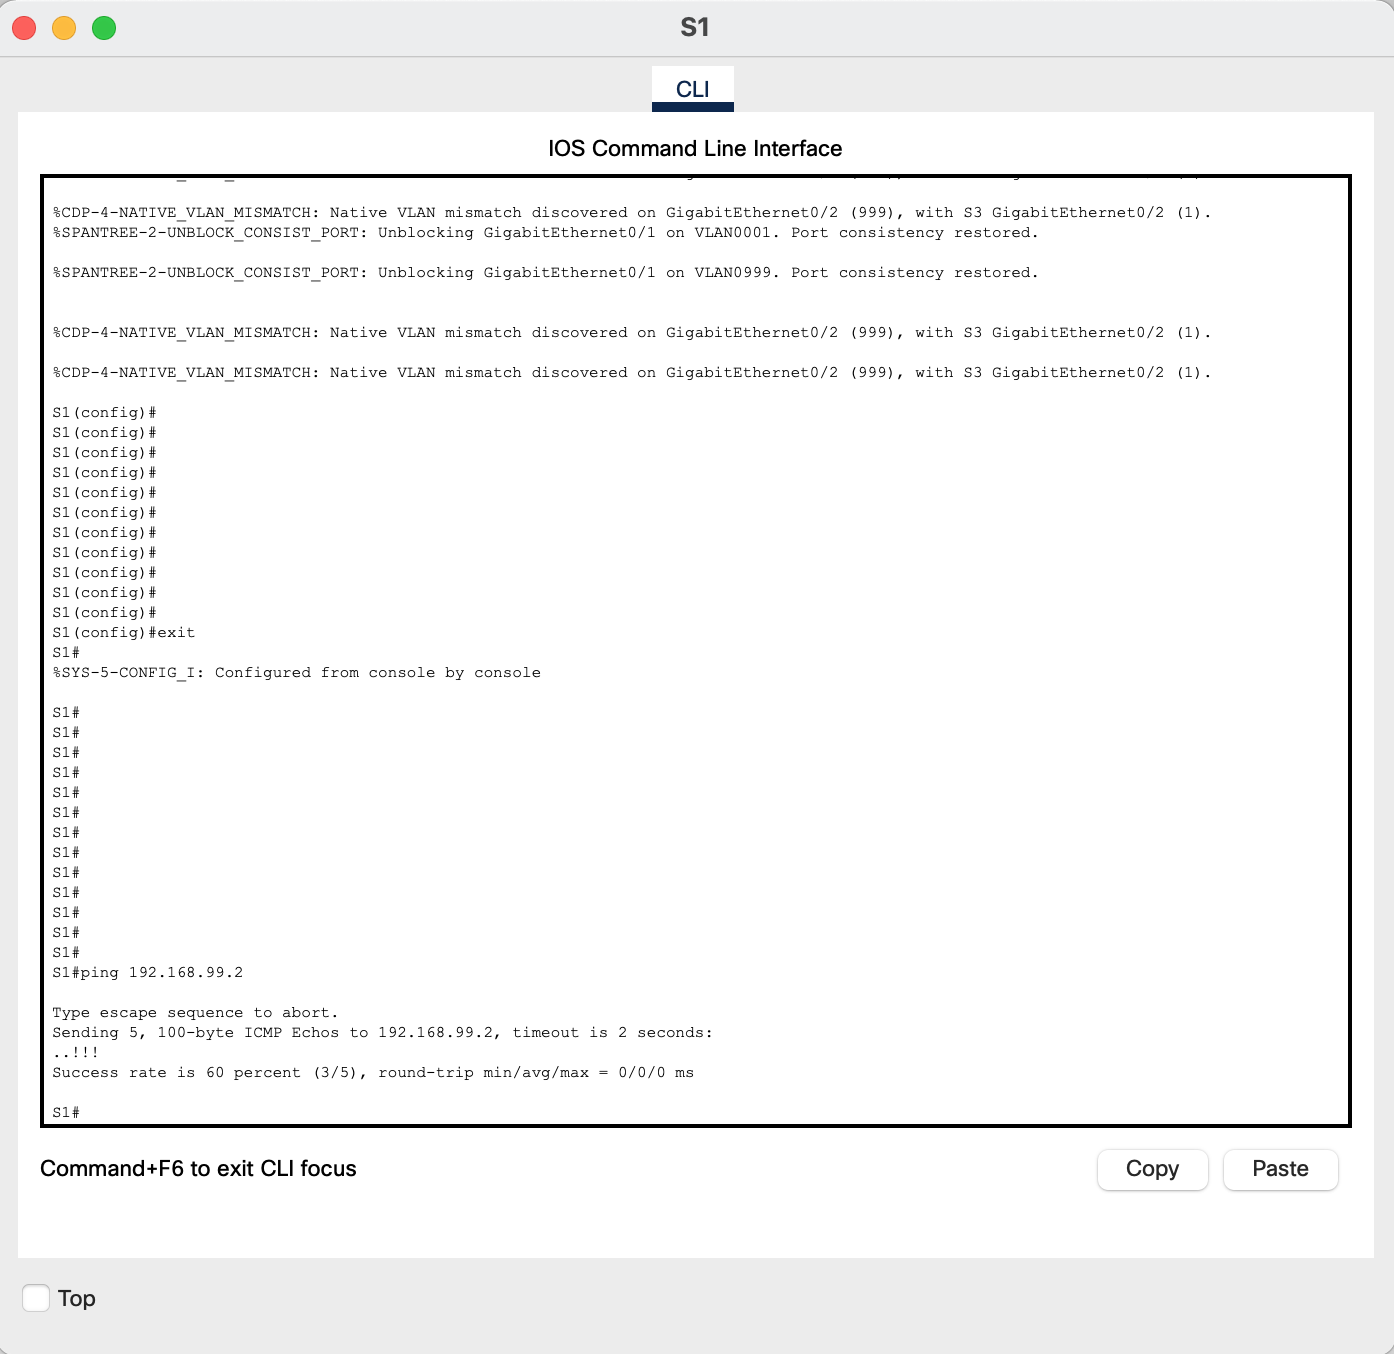 S1
CLI
IOS Command Line Interface
%CDP-4-NATIVE_VLAN_MISMATCH: Native VLAN mismatch discovered on GigabitEthernet0/2 (999), with S3 GigabitEthernet0/2 (1).
%SPANTREE-2-UNBLOCK_CONSIST_PORT: Unblocking GigabitEthernet0/1 on VLAN0001. Port consistency restored.
%SPANTREE-2-UNBLOCK_CONSIST_PORT: Unblocking GigabitEthernet0/1 on VLAN0999. Port consistency restored.
%CDP-4-NATIVE_VLAN_MISMATCH: Native VLAN mismatch discovered on GigabitEthernet0/2 (999), with S3 GigabitEthernet0/2 (1).
%CDP-4-NATIVE_VLAN_MISMATCH: Native VLAN mismatch discovered on GigabitEthernet0/2 (999), with S3 GigabitEthernet0/2 (1).
S1(config)#
S1(config)#
S1(config)#
S1(config)#
S1(config)#
S1(config)#
S1(config)#
S1(config)#
S1(config)#
S1(config)#
S1(config)#
S1(config)#exit
S1#
%SYS-5-CONFIG_I: Configured from console by console
S1#
S1#
S1#
S1#
S1#
S1#
S1#
S1#
S1#
S1#
S1#
S1#
S1#
S1#ping 192.168.99.2
Type escape sequence to abort.
Sending 5, 100-byte ICMP Echos to 192.168.99.2, timeout is 2 seconds:
..!!!
Success rate is 60 percent (3/5), round-trip min/avg/max = 0/0/0 ms
S1#
Command+F6 to exit CLI focus
Copy
Paste
Top